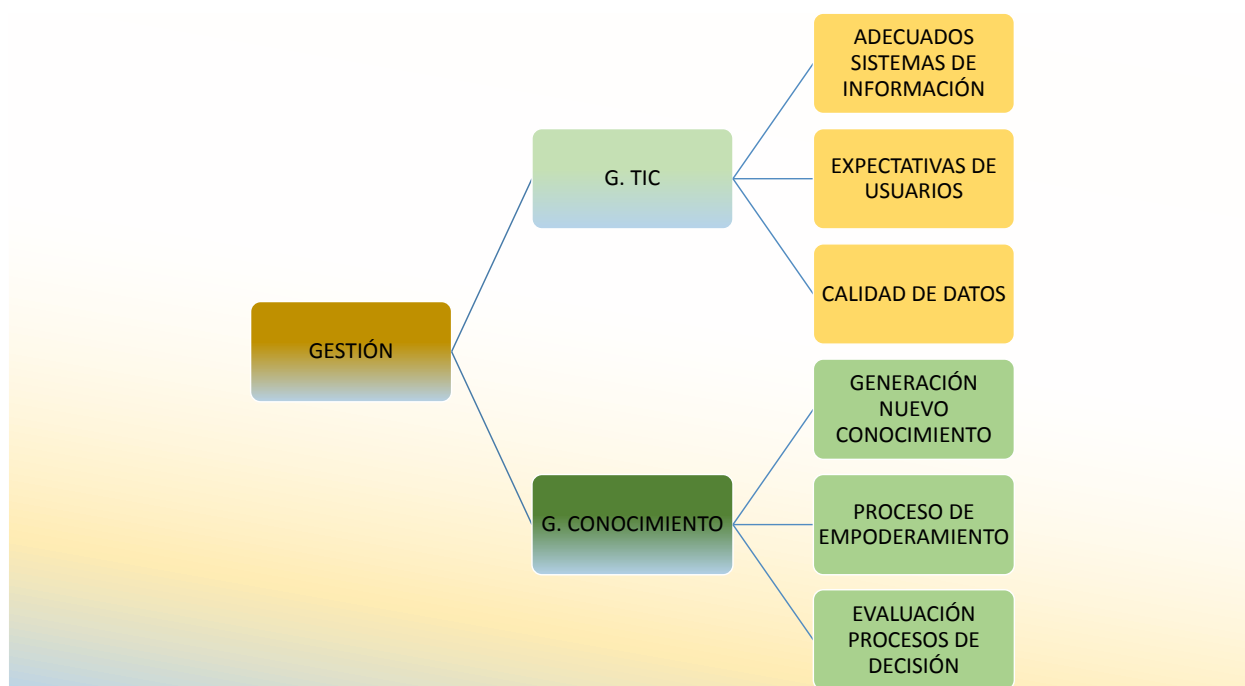 GESTIÓN
G. TIC
ADECUADOS
SISTEMAS DE
INFORMACIÓN
EXPECTATIVAS DE
USUARIOS
CALIDAD DE DATOS
G. CONOCIMIENTO
GENERACIÓN
NUEVO
CONOCIMIENTO
PROCESO DE
EMPODERAMIENTO
EVALUACIÓN
PROCESOS DE
DECISIÓN